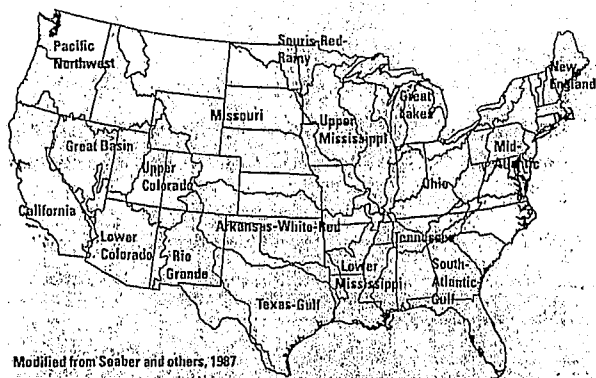 Pacific
Northwest
Souris-Red-
Rainy
New
England
Missouri
Upper
Mississippi
Great
Lakes
Great Basin
Upper
Colorado
Mid-
Atlantic
Ohio
California
Lower
Colorado
Rio
Grande
Arkansas-White-Red
Tennessee
Lower
Mississippi
South-
Atlantic
Gulf
Texas-Gulf
Modified from Seaber and others, 1987